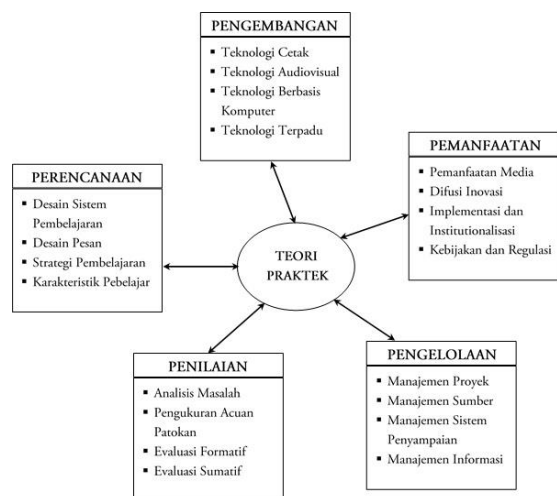 PENGEMBANGAN
▪ Teknologi Cetak
▪ Teknologi Audiovisual
▪ Teknologi Berbasis
Komputer
▪ Teknologi Terpadu
PEMANFAATAN
▪ Pemanfaatan Media
▪ Difusi Inovasi
▪ Implementasi dan
Institutionalisasi
▪ Kebijakan dan Regulasi
PERENCANAAN
▪ Desain Sistem
Pembelajaran
▪ Desain Pesan
▪ Strategi Pembelajaran
▪ Karakteristik Pebelajar
TEORI
PRAKTEK
PENILAIAN
▪ Analisis Masalah
▪ Pengukuran Acuan
Patokan
▪ Evaluasi Formatif
▪ Evaluasi Sumatif
PENGELOLAAN
▪ Manajemen Proyek
▪ Manajemen Sumber
▪ Manajemen Sistem
Penyampaian
▪ Manajemen Informasi